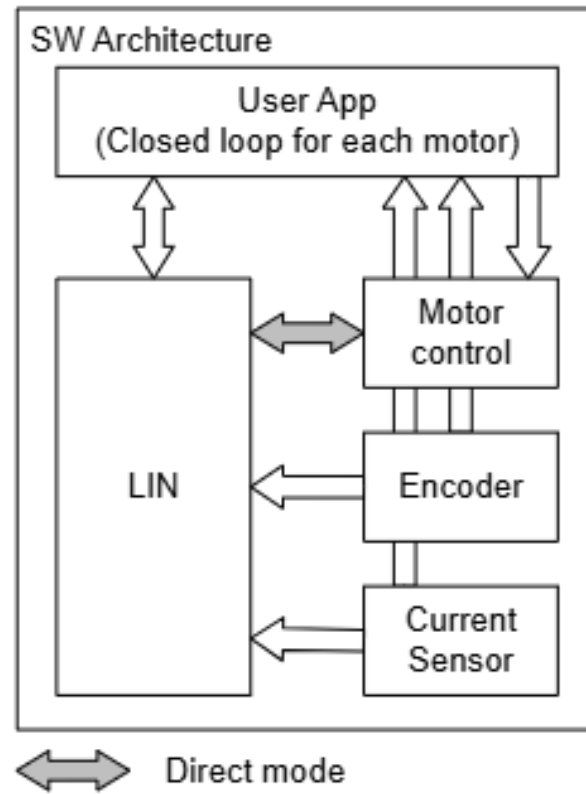 SW Architecture
User App
(Closed loop for each motor)
Motor
control
LIN
Encoder
Current
Sensor
Direct mode